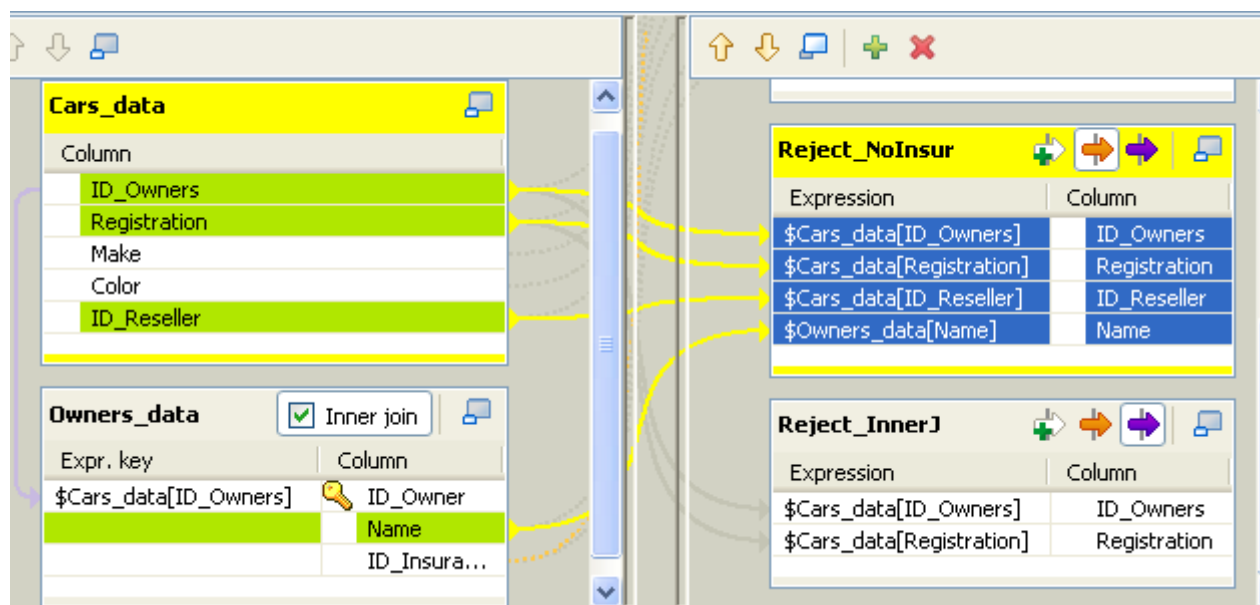 Cars_data
Column
ID_Owners
Registration
Make
Color
ID_Reseller
Owners_data Inner join
Expr. key Column
$Cars_data[ID_Owners] ID_Owner
Name
ID_Insura...
Reject_NoInsur
Expression Column
$Cars_data[ID_Owners] ID_Owners
$Cars_data[Registration] Registration
$Cars_data[ID_Reseller] ID_Reseller
$Owners_data[Name] Name
Reject_InnerJ
Expression Column
$Cars_data[ID_Owners] ID_Owners
$Cars_data[Registration] Registration